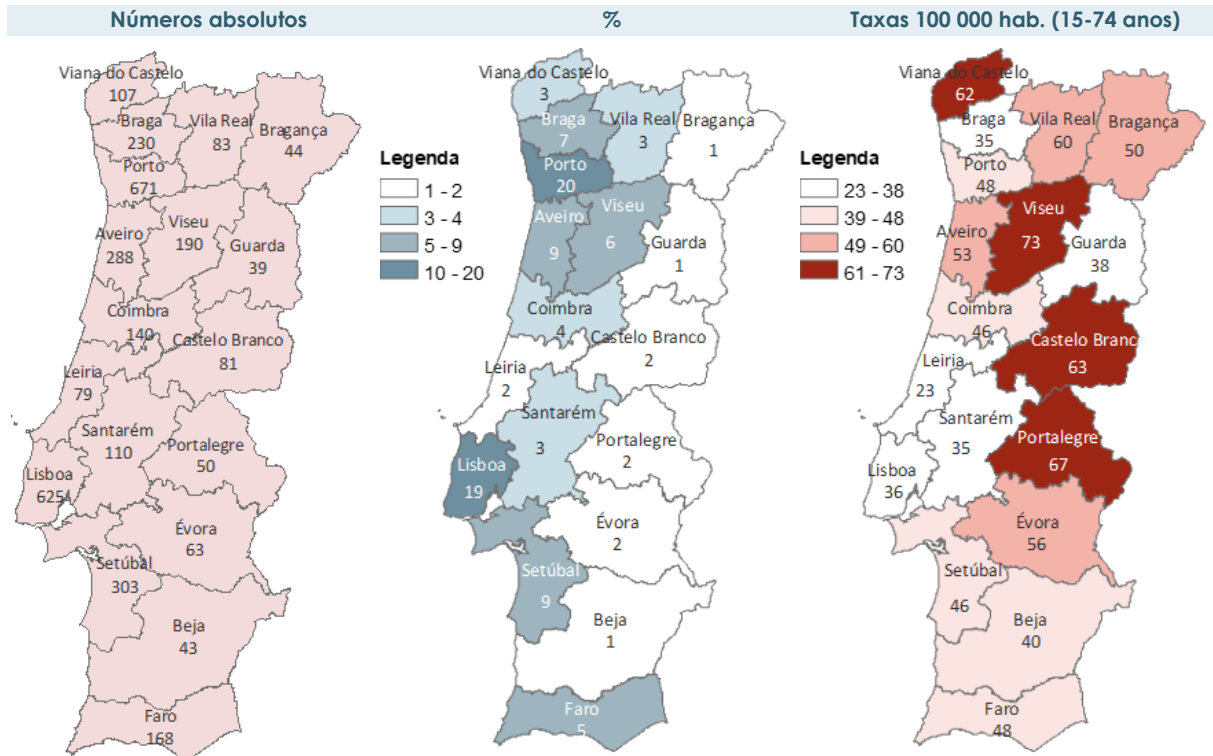 Números absolutos
Viana do Castelo
107
Braga
230
Vila Real
83
Bragança
44
Porto
671
Aveiro
288
Viseu
190
Guarda
39
Coimbra
140
Castelo Branco
81
Leiria
79
Santarém
110
Portalegre
50
Lisboa
625
Évora
63
Setúbal
303
Beja
43
Faro
168
%
Legenda
1 - 2
3 - 4
5 - 9
10 - 20
Viana do Castelo
3
Braga
7
Vila Real
3
Bragança
1
Porto
20
Aveiro
9
Viseu
6
Guarda
1
Coimbra
4
Castelo Branco
2
Leiria
2
Santarém
3
Portalegre
2
Lisboa
19
Évora
2
Setúbal
9
Beja
1
Faro
5
Taxas 100 000 hab. (15-74 anos)
Legenda
23 - 38
39 - 48
49 - 60
61 - 73
Viana do Castelo
62
Braga
35
Vila Real
60
Bragança
50
Porto
48
Aveiro
53
Viseu
73
Guarda
38
Coimbra
46
Castelo Branc
63
Leiria
23
Santarém
35
Portalegre
67
Lisboa
36
Évora
56
Setúbal
46
Beja
40
Faro
48